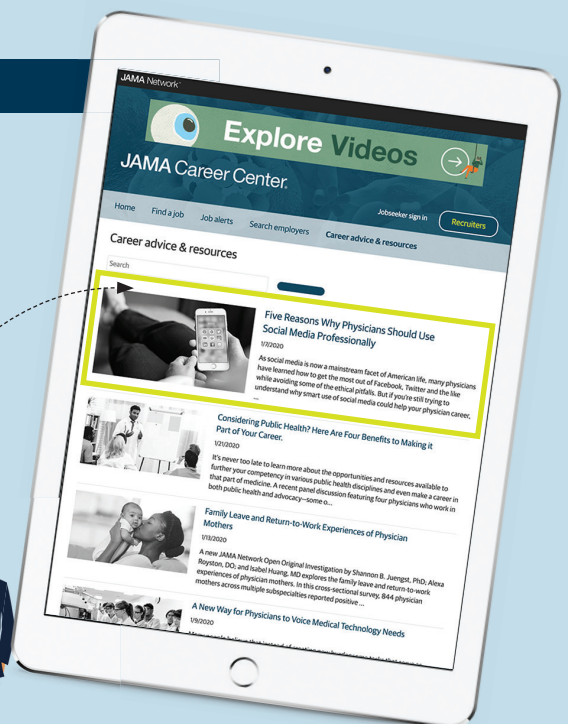 JAMA Network™
Explore Videos
JAMA Career Center®
Jobseeker sign in
Recruiters
Home
Find a job
Job alerts
Search employers
Career advice & resources
Career advice & resources
Search
Five Reasons Why Physicians Should Use
Social Media Professionally
1/7/2020
As social media is now a mainstream facet of American life, many physicians
have learned how to get the most out of Facebook, Twitter and the like
while avoiding some of the ethical pitfalls. But if you're still trying to
understand why smart use of social media could help your physician career,
...
Considering Public Health? Here Are Four Benefits to Making it
Part of Your Career.
1/21/2020
It's never too late to learn more about the opportunities and resources available to
further your competency in various public health disciplines and even make a career in
that part of medicine. A recent panel discussion featuring four physicians who work in
both public health and advocacy--some o...
Family Leave and Return-to-Work Experiences of Physician
Mothers
1/13/2020
A new JAMA Network Open Original Investigation by Shannon B. Juengst, PhD; Alexa
Royston, DO; and Isabel Huang, MD explores the family leave and return-to-work
experiences of physician mothers. In this cross-sectional survey, 844 physician
mothers across multiple subspecialties reported positive ...
A New Way for Physicians to Voice Medical Technology Needs
1/9/2020